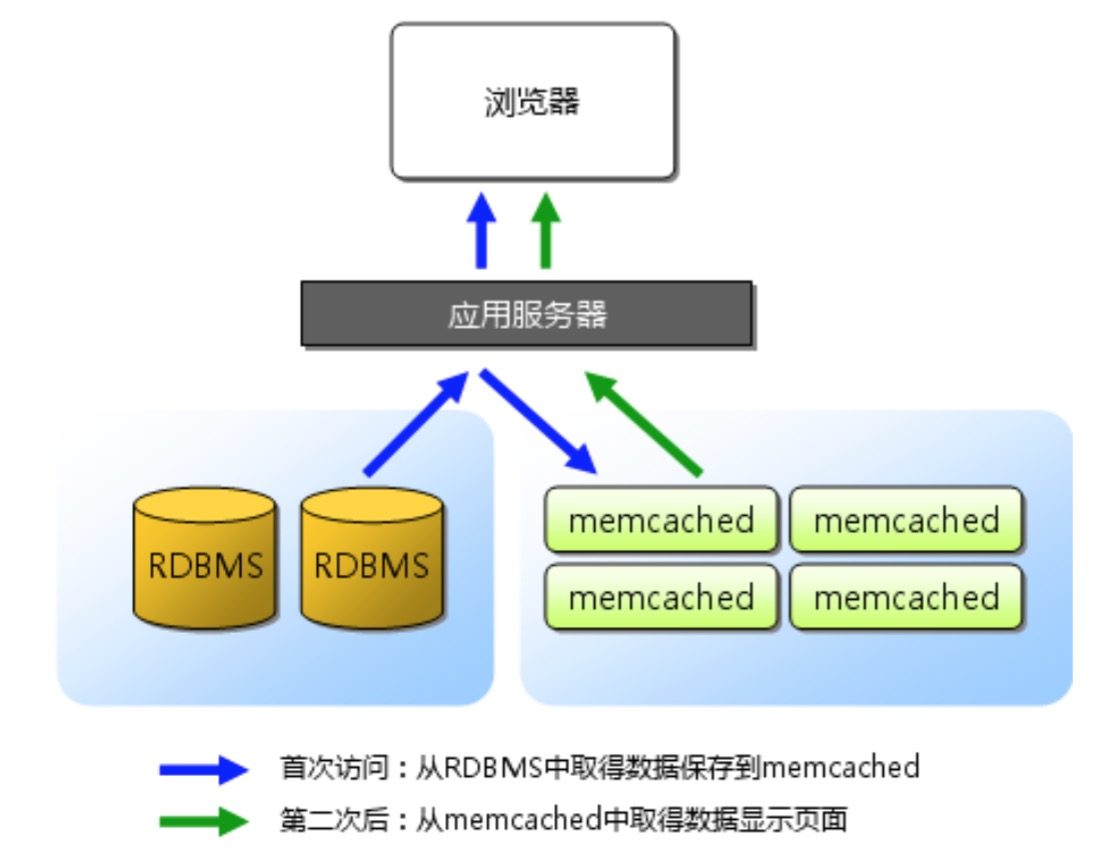 浏览器
应用服务器
RDBMS
RDBMS
memcached
memcached
memcached
memcached
首次访问：从RDBMS中取得数据保存到memcached
第二次后：从memcached中取得数据显示页面